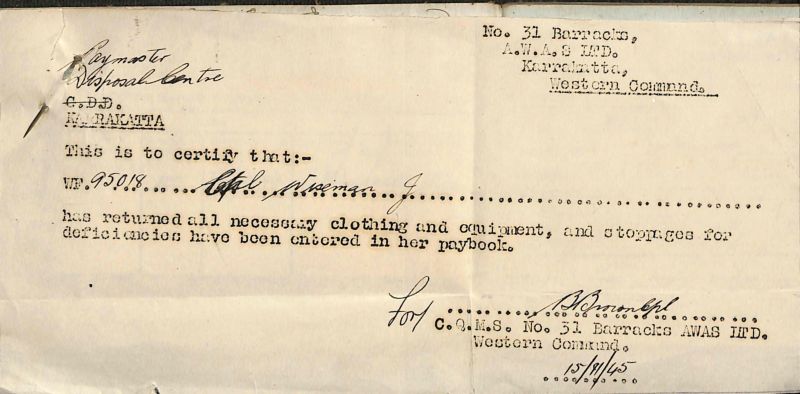 No. 31 Barracks,
A.W.A.S LTD.
Karrakatta,
Western Command.
Paymaster
Disposal Centre
G.D.D.
KARRAKATTA
This is to certify that:-
WF.95018..... Wiseman J.
has returned all necessary clothing and equipment, and stoppages for
deficiencies have been entered in her paybook.
For/ B Brown Cpl
C.Q.M.S. No. 31 Barracks AWAS LTD.
Western Command.
15/11/45